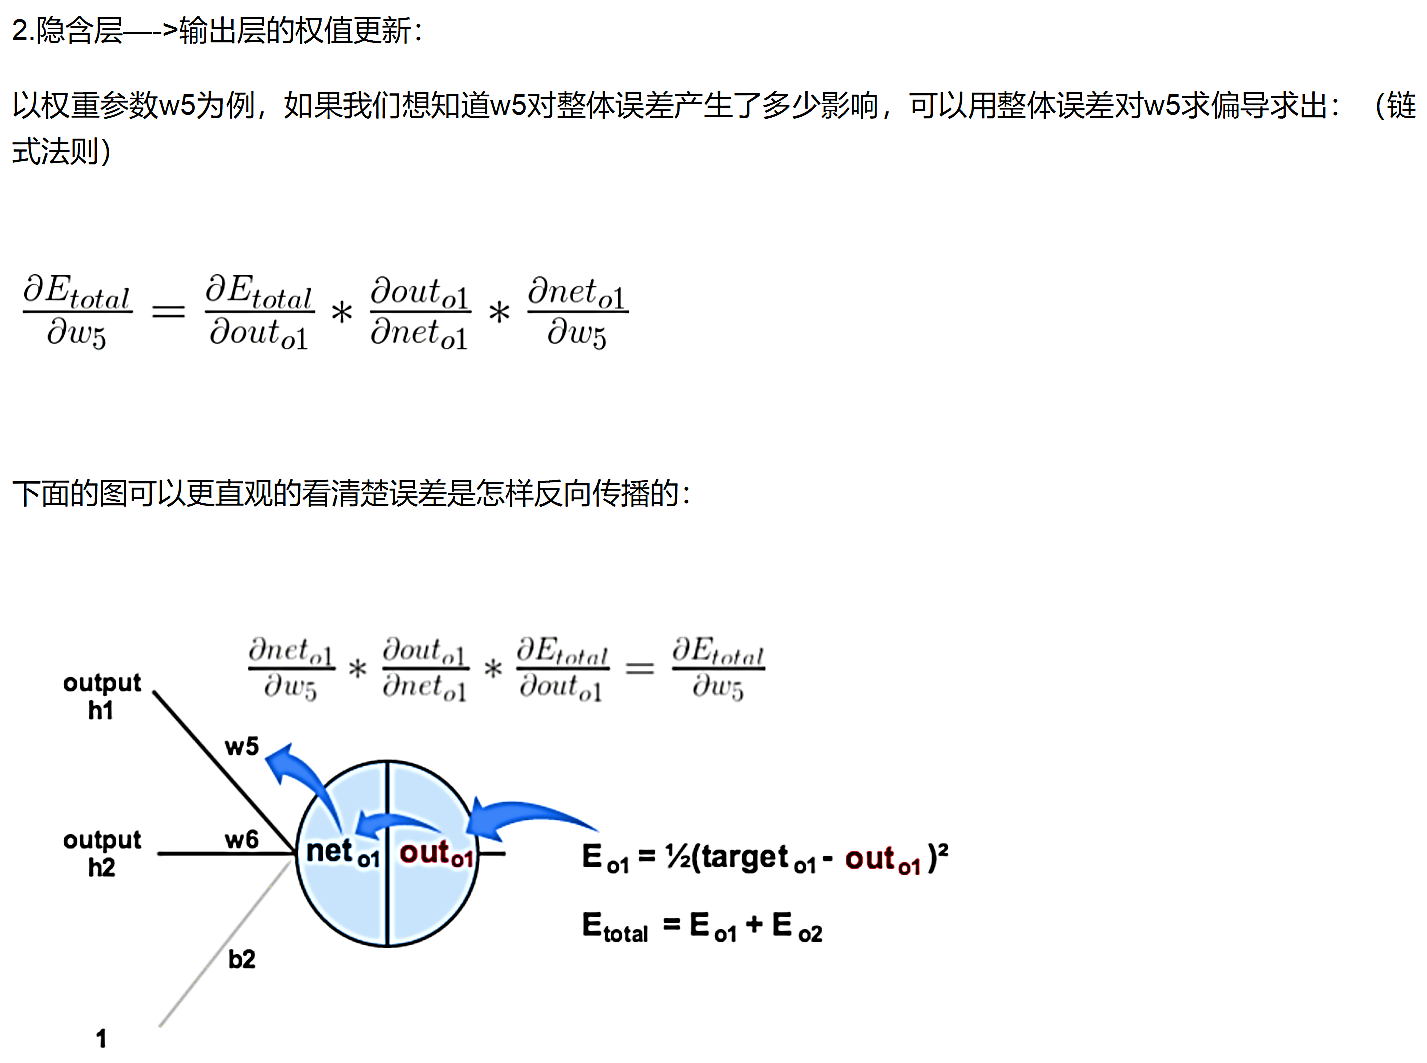 2.隐含层—->输出层的权值更新：
以权重参数w5为例，如果我们想知道w5对整体误差产生了多少影响，可以用整体误差对w5求偏导求出：（链
式法则）
∂E_total/∂w5 = ∂E_total/∂out_o1 * ∂out_o1/∂net_o1 * ∂net_o1/∂w5
下面的图可以更直观的看清楚误差是怎样反向传播的：
∂net_o1/∂w5 * ∂out_o1/∂net_o1 * ∂E_total/∂out_o1 = ∂E_total/∂w5
output
h1
w5
output
h2
w6
net o1
out o1
E o1 = ½(target o1 - out o1 )²
E total = E o1 + E o2
b2
1